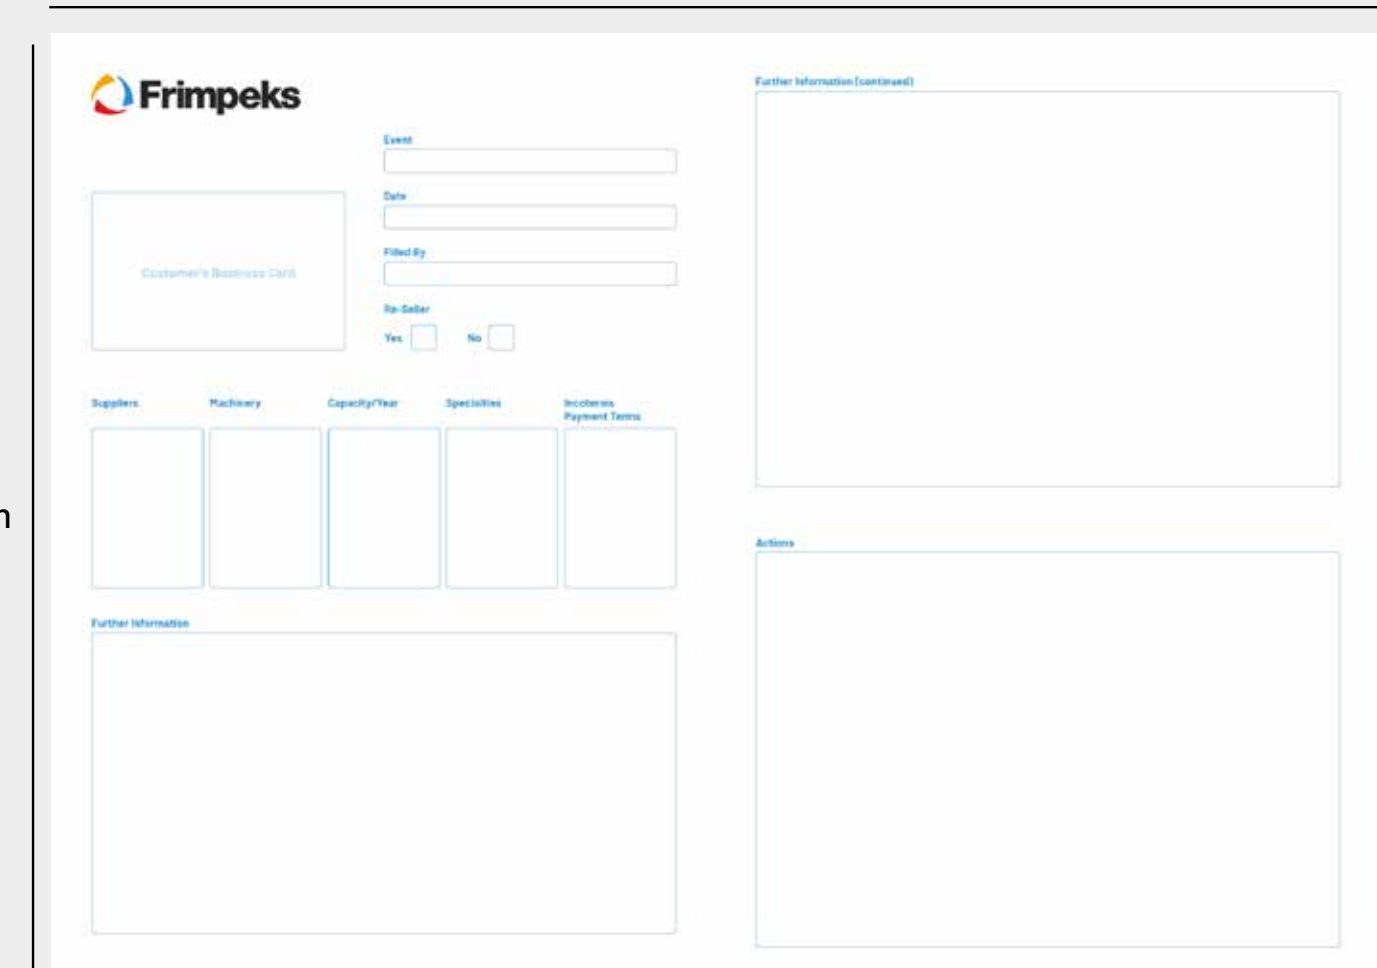 Frimpeks
Event
Date
Filled By
Re-Seller
Yes
No
Customer's Business Card
Suppliers
Machinery
Capacity/Year
Specialties
Incoterms
Payment Terms
Further Information
Further Information (continued)
Actions
n